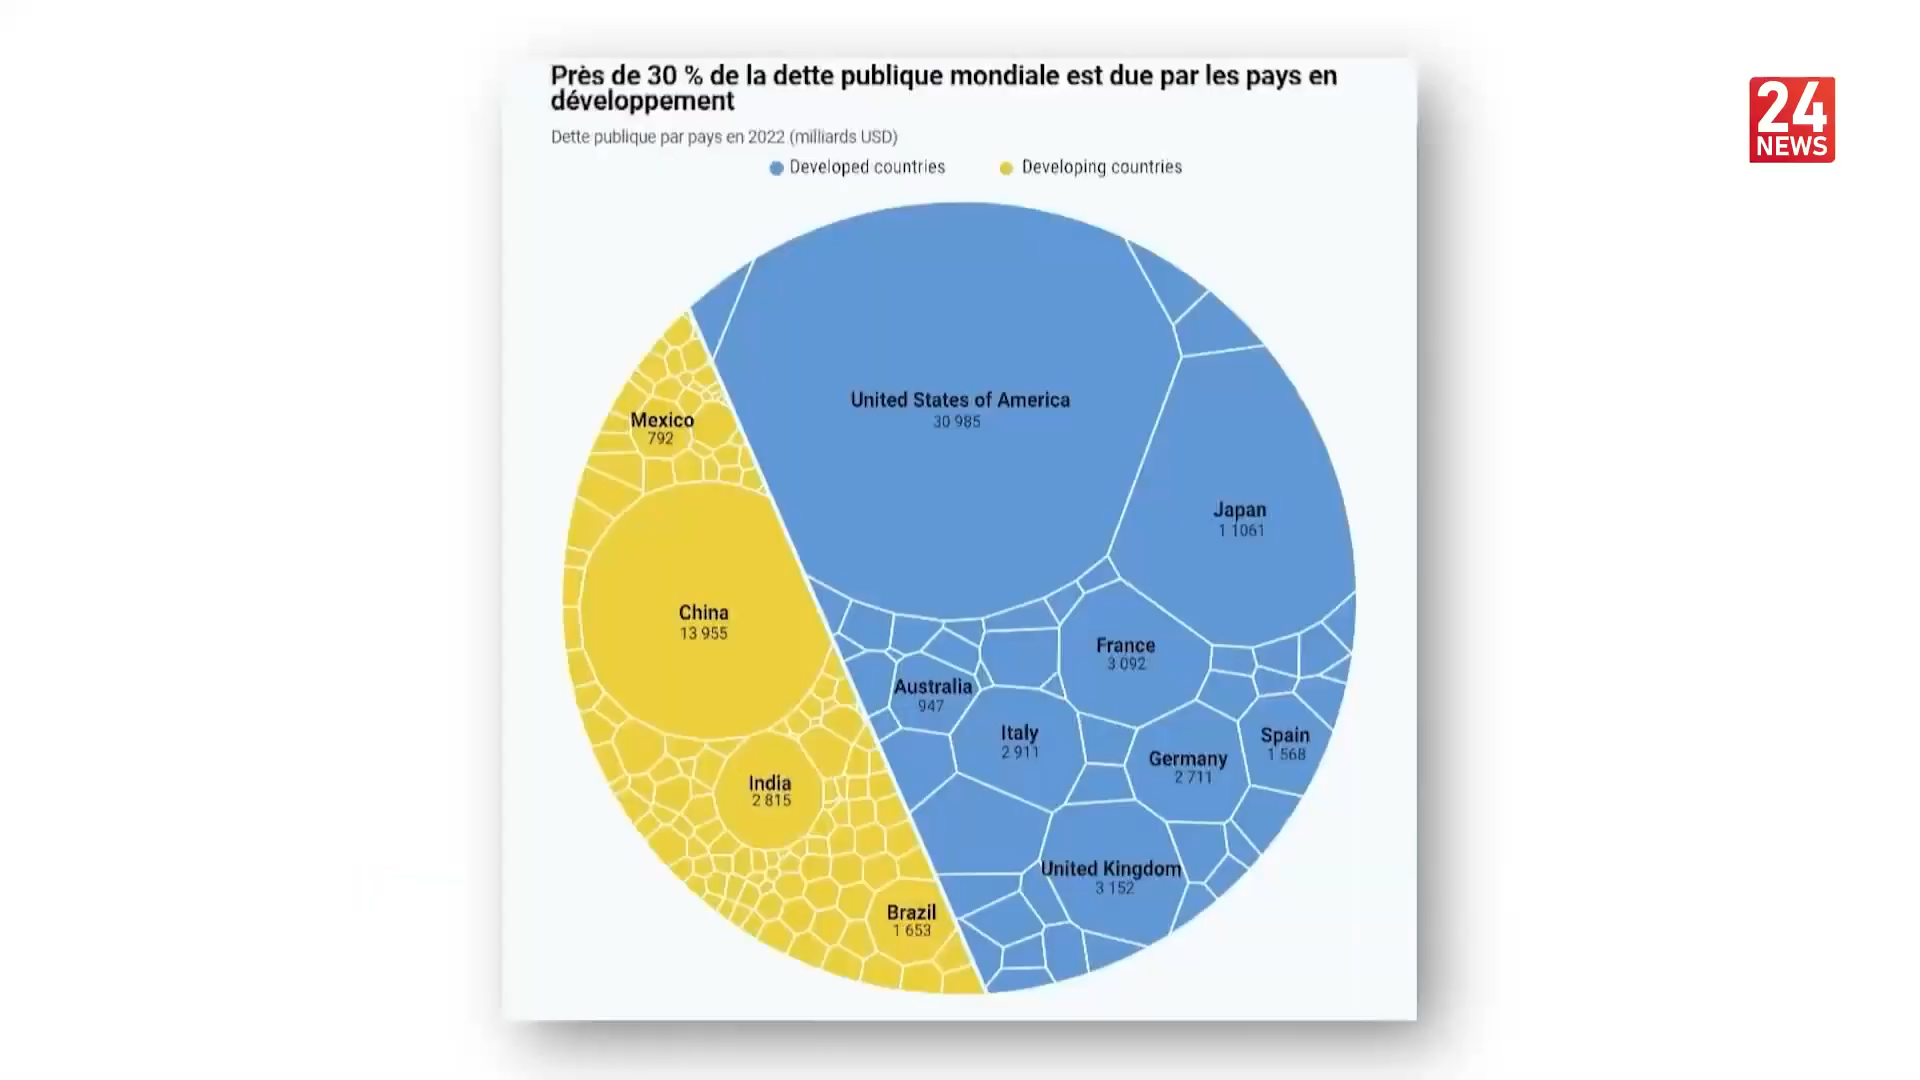 Près de 30 % de la dette publique mondiale est due par les pays en
développement
24
NEWS
Dette publique par pays en 2022 (milliards USD)
Developed countries
Developing countries
United States of America
30 985
Mexico
792
Japan
1 1061
China
13 955
France
3 092
Australia
947
Italy
2 911
Spain
1 568
Germany
2 711
India
2 815
United Kingdom
3 152
Brazil
1 653